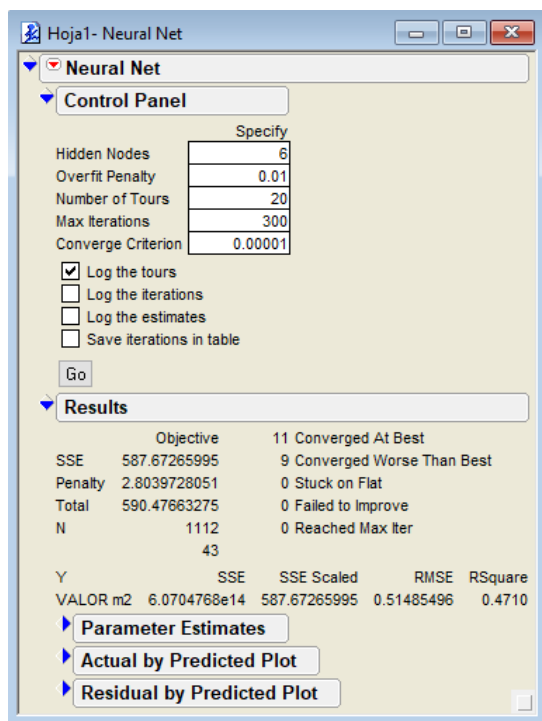 Hoja1- Neural Net
Neural Net
Control Panel
Specify
Hidden Nodes 6
Overfit Penalty 0.01
Number of Tours 20
Max Iterations 300
Converge Criterion 0.00001
Log the tours
Log the iterations
Log the estimates
Save iterations in table
Go
Results
Objective 11 Converged At Best
SSE 587.67265995 9 Converged Worse Than Best
Penalty 2.8039728051 0 Stuck on Flat
Total 590.47663275 0 Failed to Improve
N 1112 0 Reached Max Iter
43
Y SSE SSE Scaled RMSE RSquare
VALOR m2 6.0704768e14 587.67265995 0.51485496 0.4710
Parameter Estimates
Actual by Predicted Plot
Residual by Predicted Plot